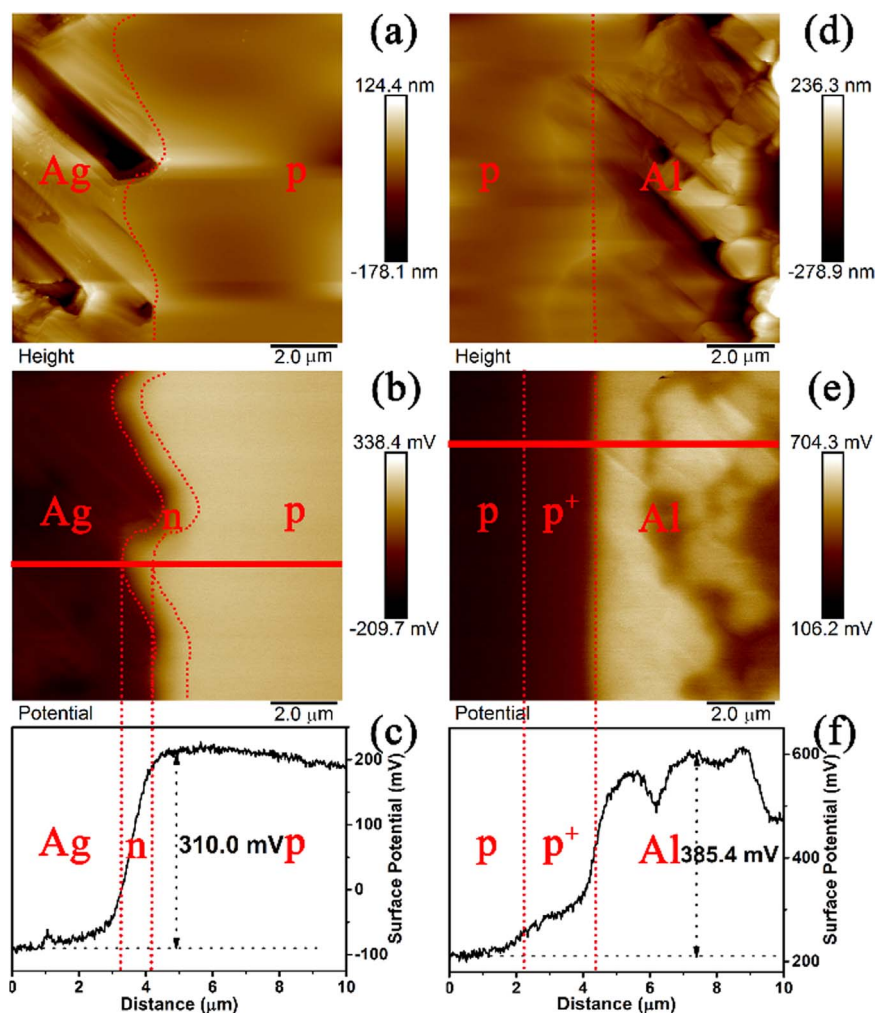 (a)
124.4 nm
Ag
p
-178.1 nm
Height
2.0 μm
(d)
236.3 nm
p
Al
-278.9 nm
Height
2.0 μm
(b)
338.4 mV
Ag
n
p
-209.7 mV
Potential
2.0 μm
(e)
704.3 mV
p
p+
Al
106.2 mV
Potential
2.0 μm
(c)
200
Ag
n
310.0 mV
p
100
0
-100
Surface Potential (mV)
0 2 4 6 8 10
Distance (μm)
(f)
600
p
p+
Al
385.4 mV
400
200
Surface Potential (mV)
0 2 4 6 8 10
Distance (μm)